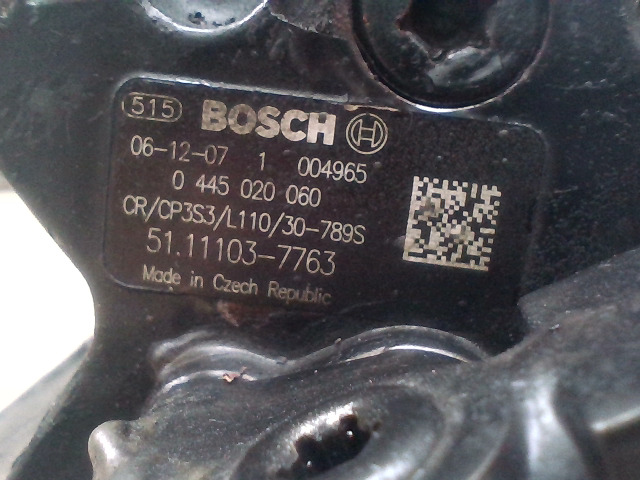 515 BOSCH
06-12-07 1 004965
0 445 020 060
CR/CP3S3/L110/30-789S
51.11103-7763
Made in Czech Republic